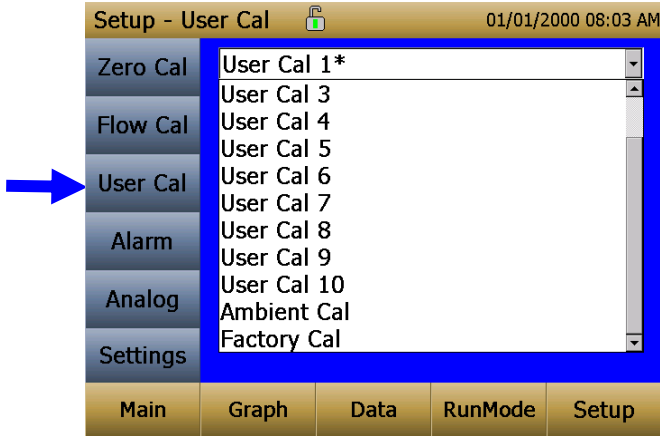 Setup - User Cal 01/01/2000 08:03 AM
Zero Cal
Flow Cal
User Cal
Alarm
Analog
Settings
User Cal 1*
User Cal 3
User Cal 4
User Cal 5
User Cal 6
User Cal 7
User Cal 8
User Cal 9
User Cal 10
Ambient Cal
Factory Cal
Main Graph Data RunMode Setup